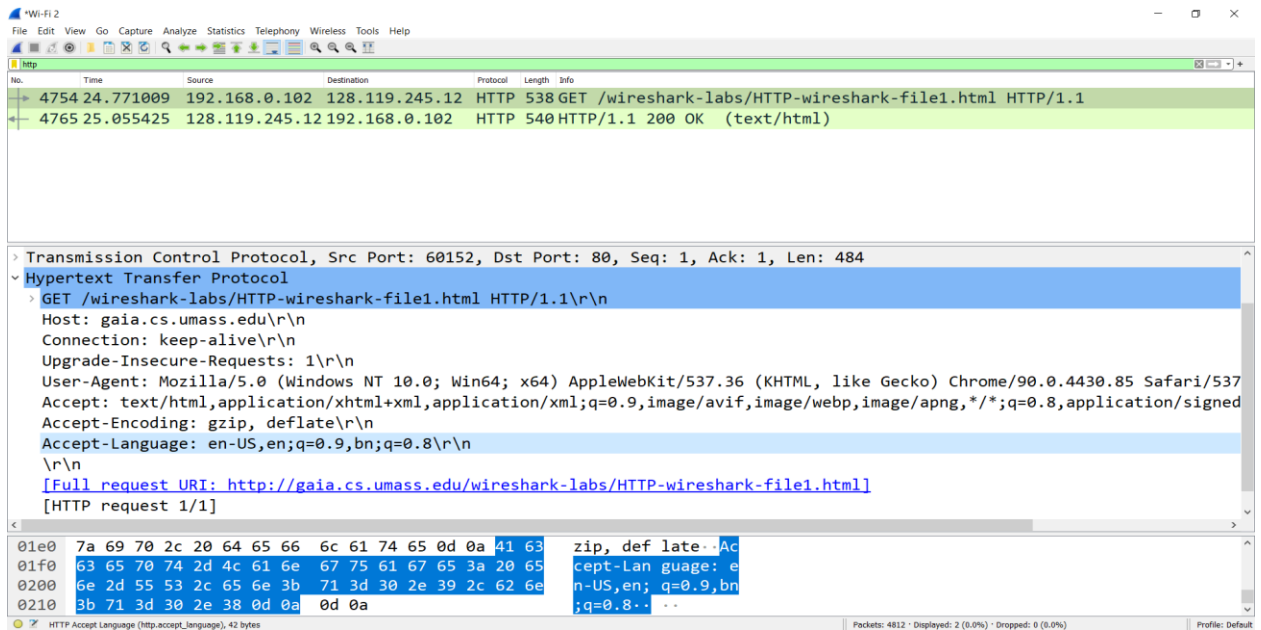 *Wi-Fi 2
File Edit View Go Capture Analyze Statistics Telephony Wireless Tools Help
http
No. Time Source Destination Protocol Length Info
4754 24.771009 192.168.0.102 128.119.245.12 HTTP 538 GET /wireshark-labs/HTTP-wireshark-file1.html HTTP/1.1
4765 25.055425 128.119.245.12 192.168.0.102 HTTP 540 HTTP/1.1 200 OK (text/html)
Transmission Control Protocol, Src Port: 60152, Dst Port: 80, Seq: 1, Ack: 1, Len: 484
Hypertext Transfer Protocol
GET /wireshark-labs/HTTP-wireshark-file1.html HTTP/1.1\r\n
Host: gaia.cs.umass.edu\r\n
Connection: keep-alive\r\n
Upgrade-Insecure-Requests: 1\r\n
User-Agent: Mozilla/5.0 (Windows NT 10.0; Win64; x64) AppleWebKit/537.36 (KHTML, like Gecko) Chrome/90.0.4430.85 Safari/537
Accept: text/html,application/xhtml+xml,application/xml;q=0.9,image/avif,image/webp,image/apng,*/*;q=0.8,application/signed
Accept-Encoding: gzip, deflate\r\n
Accept-Language: en-US,en;q=0.9,bn;q=0.8\r\n
\r\n
[Full request URI: http://gaia.cs.umass.edu/wireshark-labs/HTTP-wireshark-file1.html]
[HTTP request 1/1]
01e0 7a 69 70 2c 20 64 65 66 6c 61 74 65 0d 0a 41 63 zip, def late··Ac
01f0 63 65 70 74 2d 4c 61 6e 67 75 61 67 65 3a 20 65 cept-Lan guage: e
0200 6e 2d 55 53 2c 65 6e 3b 71 3d 30 2e 39 2c 62 6e n-US,en; q=0.9,bn
0210 3b 71 3d 30 2e 38 0d 0a 0d 0a ;q=0.8·· ··
HTTP Accept Language (http.accept_language), 42 bytes Packets: 4812 · Displayed: 2 (0.0%) · Dropped: 0 (0.0%) Profile: Default